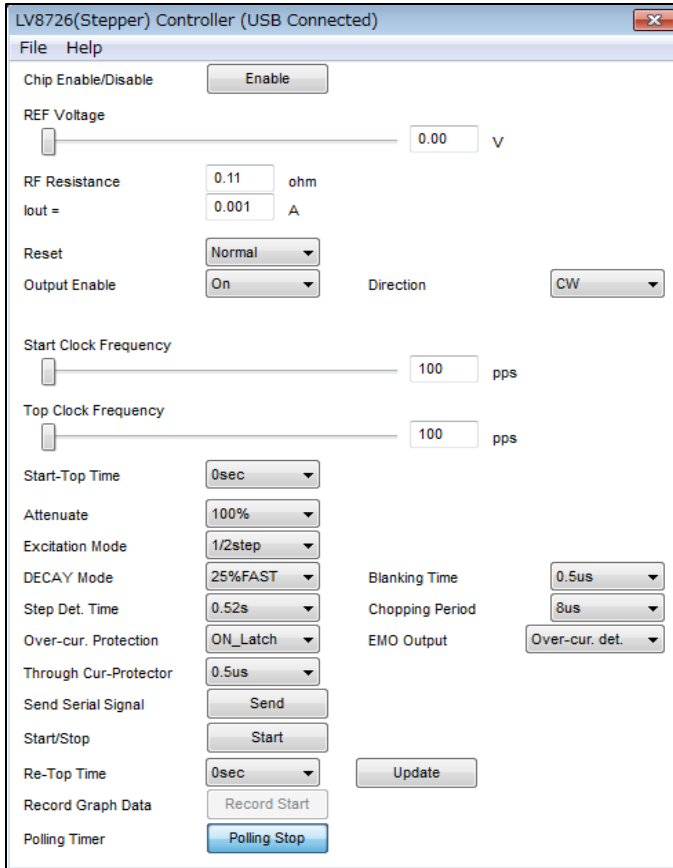 LV8726(Stepper) Controller (USB Connected)
File Help
Chip Enable/Disable Enable
REF Voltage
0.00 V
RF Resistance 0.11 ohm
Iout = 0.001 A
Reset Normal
Output Enable On Direction CW
Start Clock Frequency
100 pps
Top Clock Frequency
100 pps
Start-Top Time 0sec
Attenuate 100%
Excitation Mode 1/2step
DECAY Mode 25%FAST Blanking Time 0.5us
Step Det. Time 0.52s Chopping Period 8us
Over-cur. Protection ON_Latch EMO Output Over-cur. det.
Through Cur-Protector 0.5us
Send Serial Signal Send
Start/Stop Start
Re-Top Time 0sec Update
Record Graph Data Record Start
Polling Timer Polling Stop